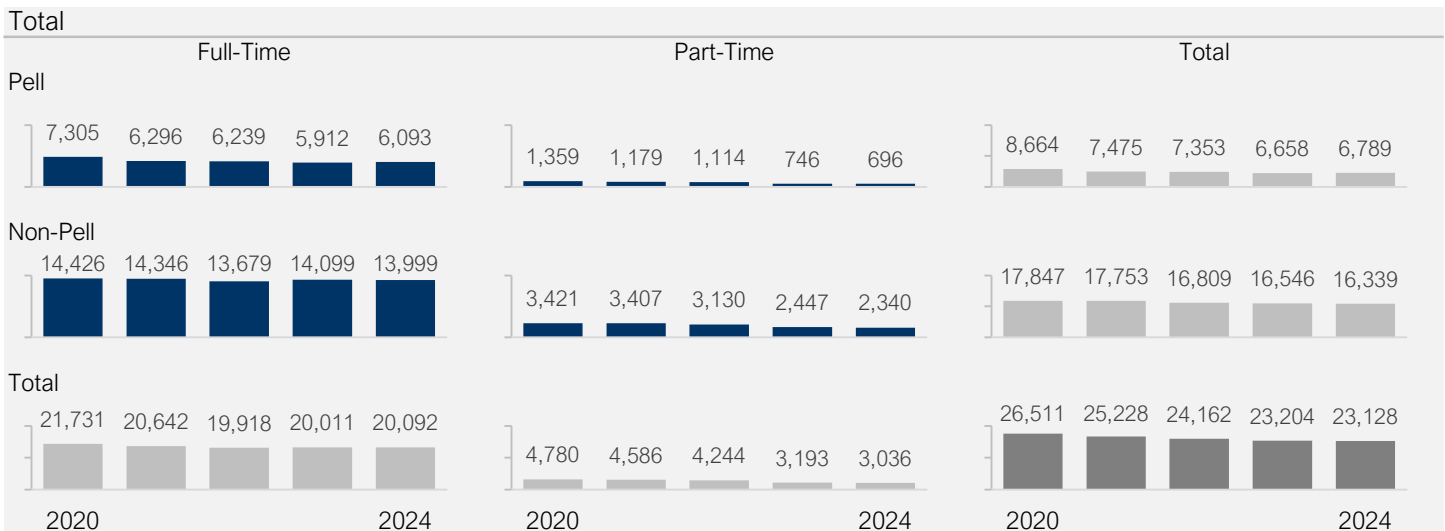 Total
Full-Time Part-Time Total
Pell
7,305 6,296 6,239 5,912 6,093 1,359 1,179 1,114 746 696 8,664 7,475 7,353 6,658 6,789
Non-Pell
14,426 14,346 13,679 14,099 13,999 3,421 3,407 3,130 2,447 2,340 17,847 17,753 16,809 16,546 16,339
Total
21,731 20,642 19,918 20,011 20,092 4,780 4,586 4,244 3,193 3,036 26,511 25,228 24,162 23,204 23,128
2020 2024 2020 2024 2020 2024